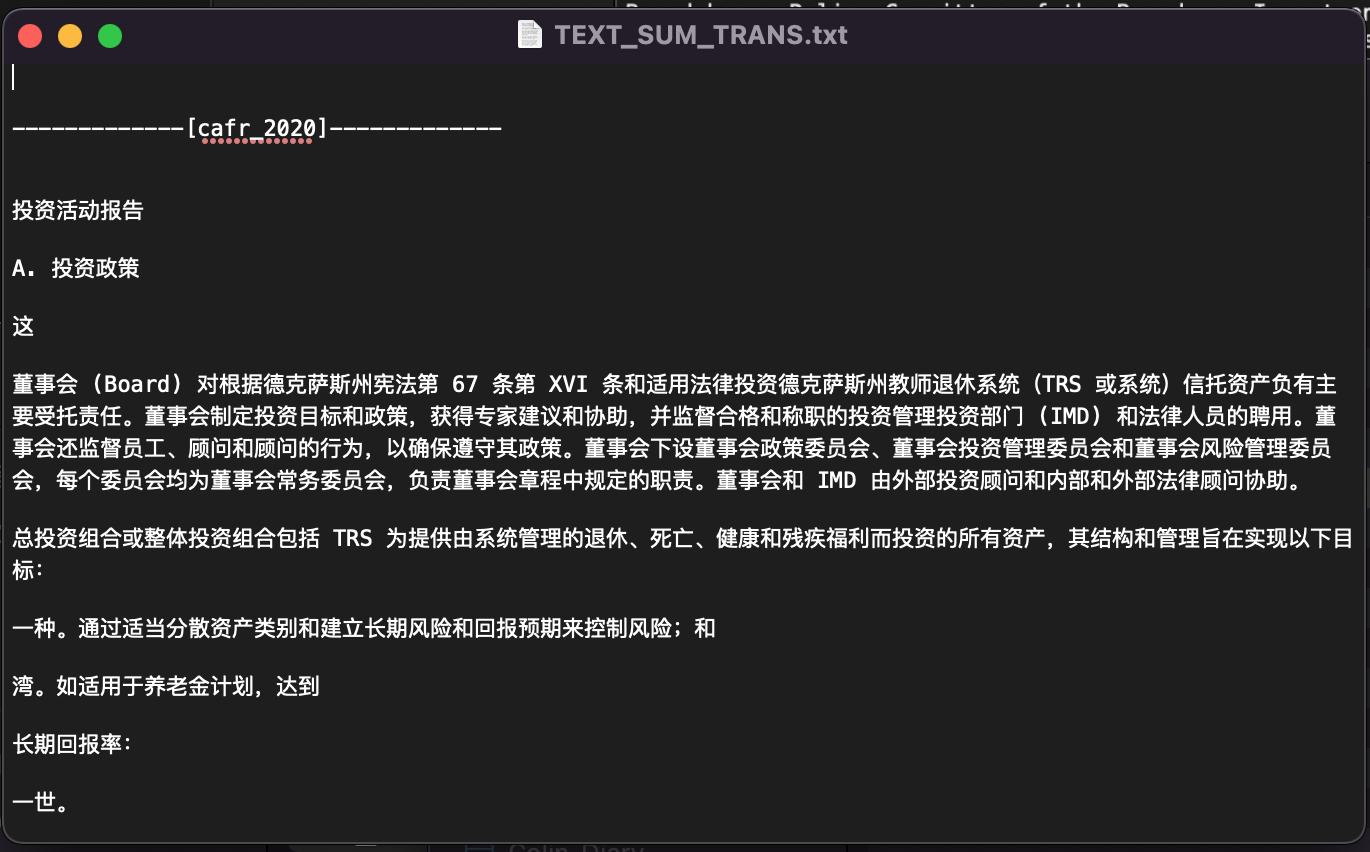 TEXT_SUM_TRANS.txt
-------------[cafr_2020]-------------
投资活动报告
A. 投资政策
这
董事会 (Board) 对根据德克萨斯州宪法第 67 条第 XVI 条和适用法律投资德克萨斯州教师退休系统（TRS 或系统）信托资产负有主
要受托责任。董事会制定投资目标和政策，获得专家建议和协助，并监督合格和称职的投资管理投资部门 (IMD) 和法律人员的聘用。董
事会还监督员工、顾问和顾问的行为，以确保遵守其政策。董事会下设董事会政策委员会、董事会投资管理委员会和董事会风险管理委员
会，每个委员会均为董事会常务委员会，负责董事会章程中规定的职责。董事会和 IMD 由外部投资顾问和内部和外部法律顾问协助。
总投资组合或整体投资组合包括 TRS 为提供由系统管理的退休、死亡、健康和残疾福利而投资的所有资产，其结构和管理旨在实现以下目
标：
一种。通过适当分散资产类别和建立长期风险和回报预期来控制风险；和
湾。如适用于养老金计划，达到
长期回报率：
一世。